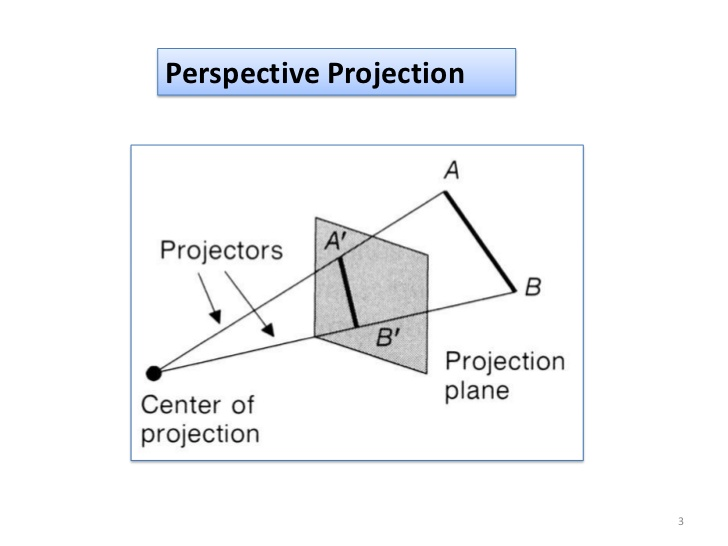 Perspective Projection
A
Projectors
A′
B
B′
Projection
plane
Center of
projection
3